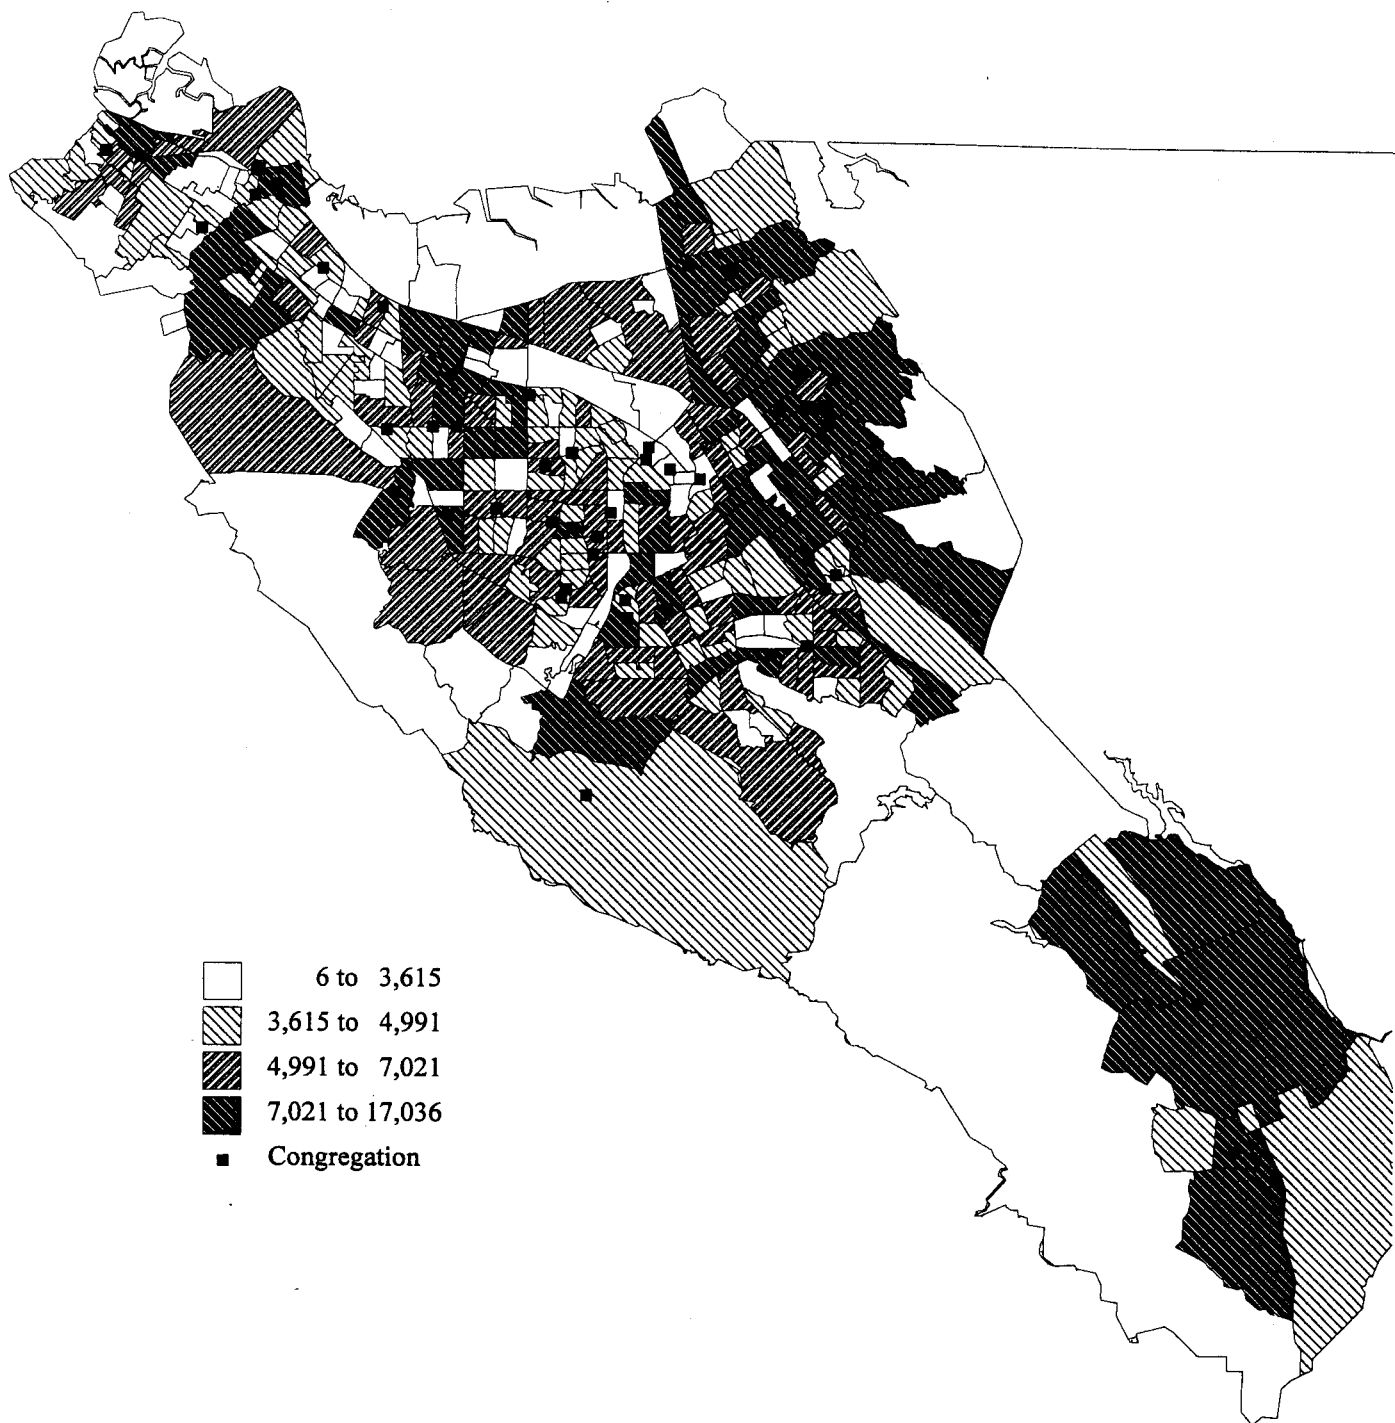 6 to 3,615
3,615 to 4,991
4,991 to 7,021
7,021 to 17,036
Congregation